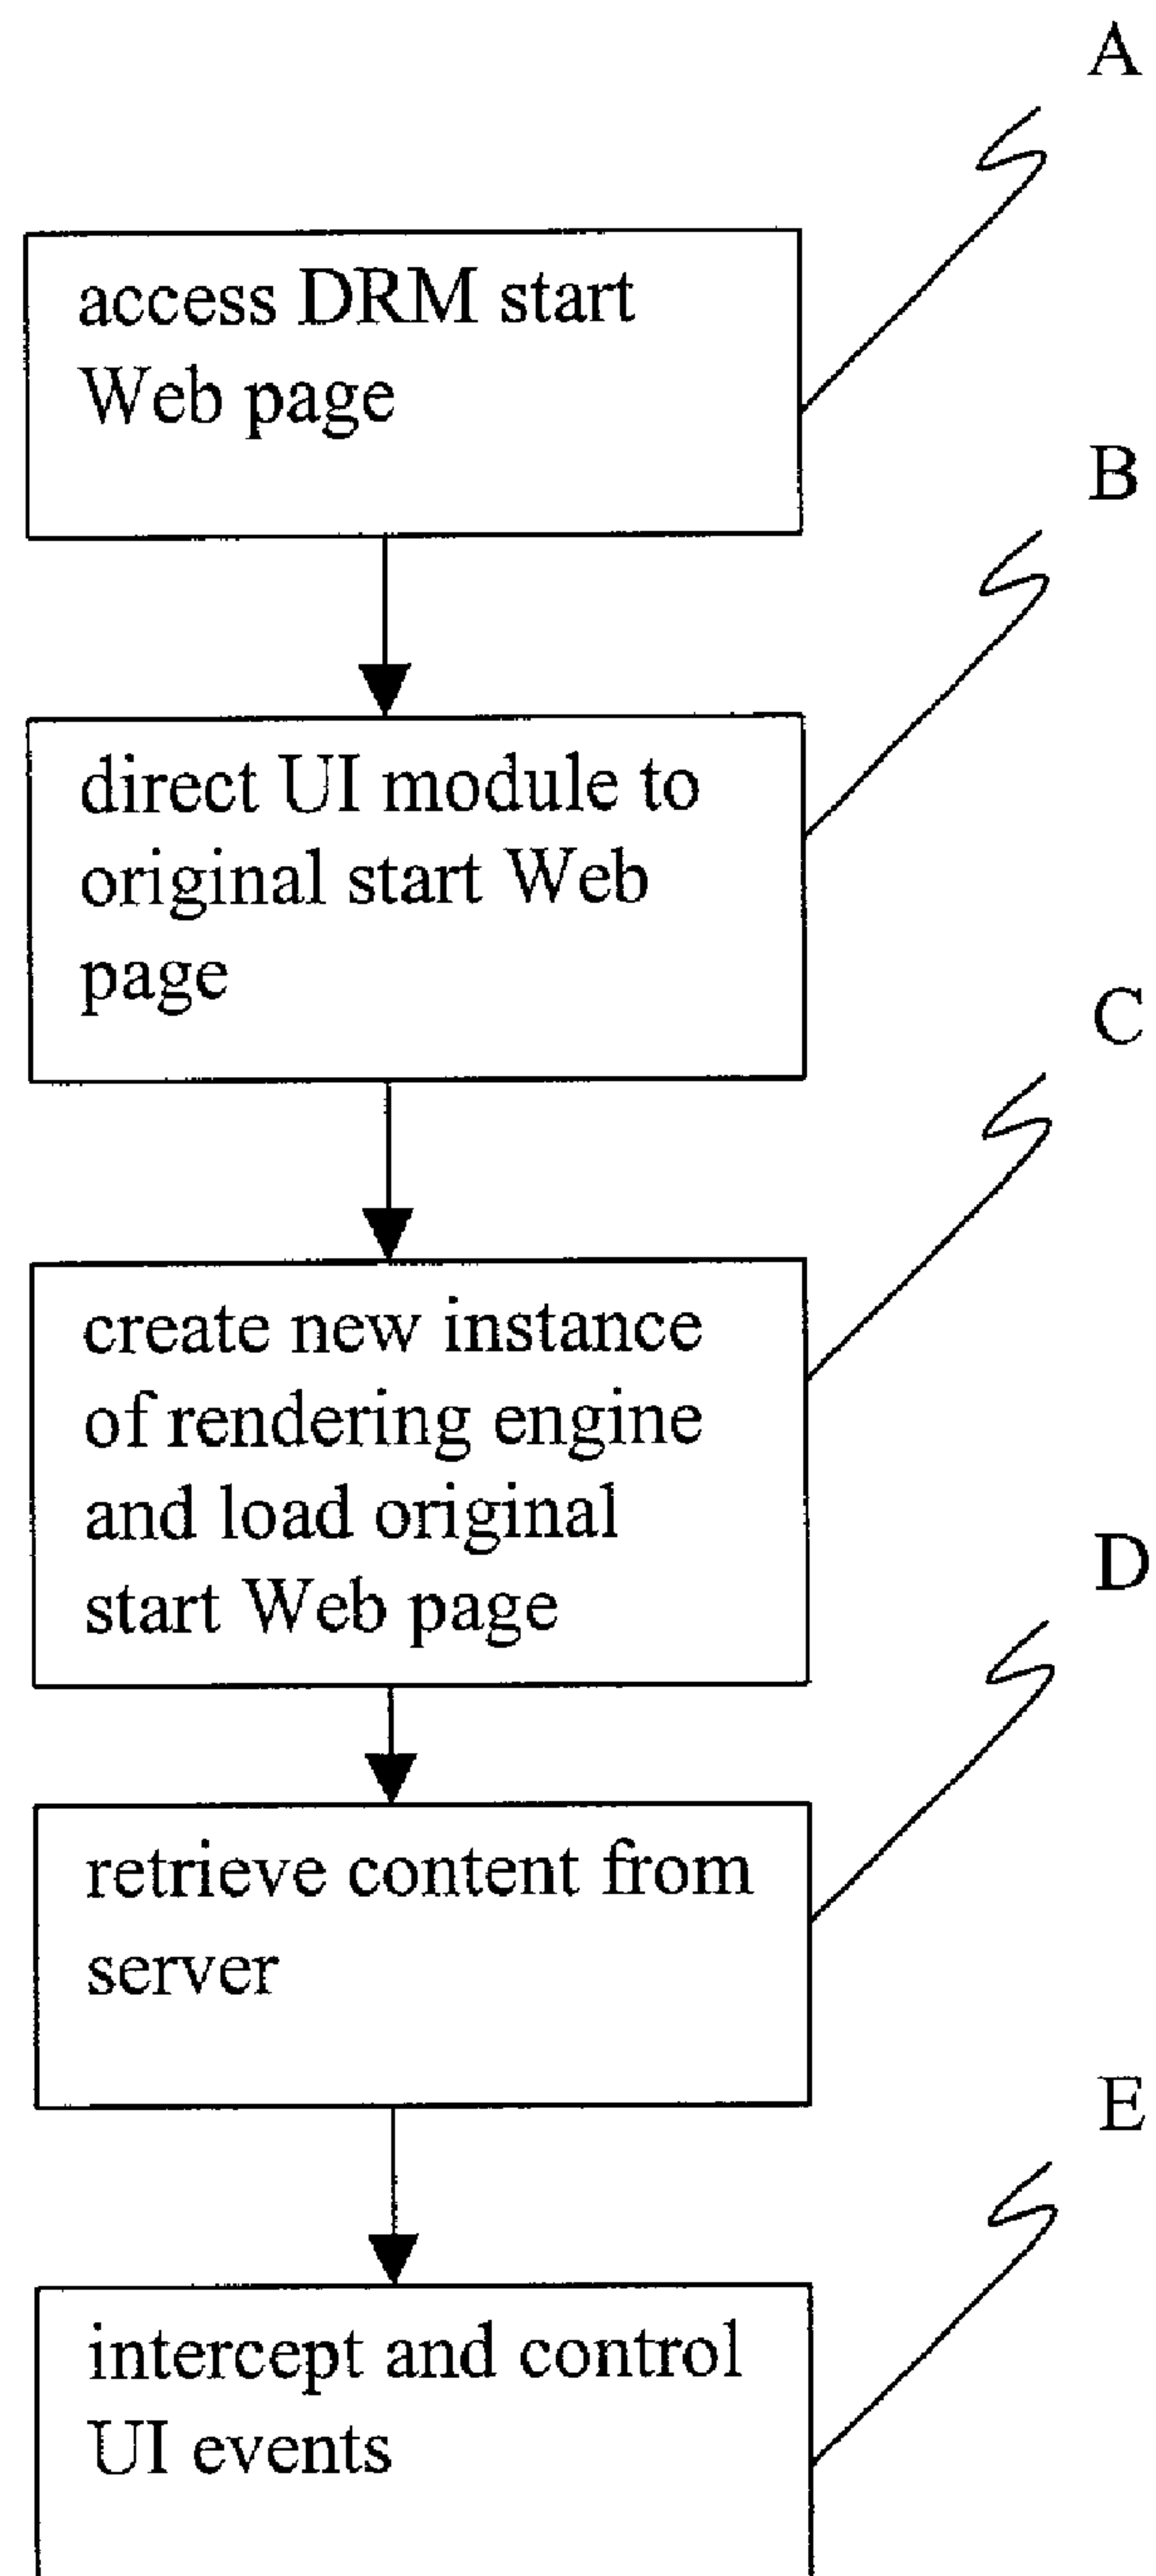 A
access DRM start
Web page
B
direct UI module to
original start Web
page
C
create new instance
of rendering engine
and load original
start Web page
D
retrieve content from
server
E
intercept and control
UI events